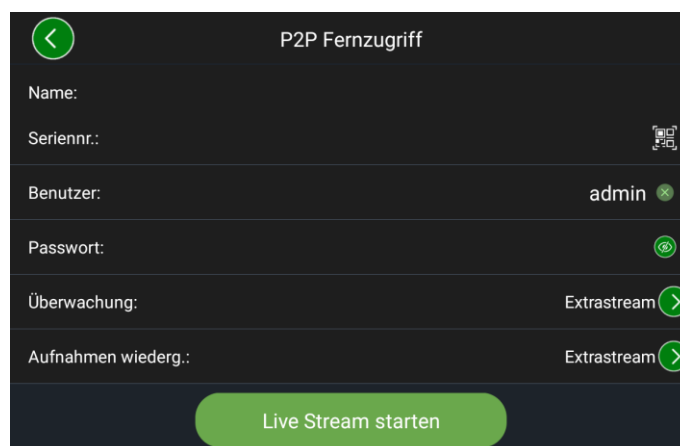 P2P Fernzugriff
Name:
Seriennr.:
Benutzer: admin
Passwort:
Überwachung: Extrastream
Aufnahmen wiederg.: Extrastream
Live Stream starten